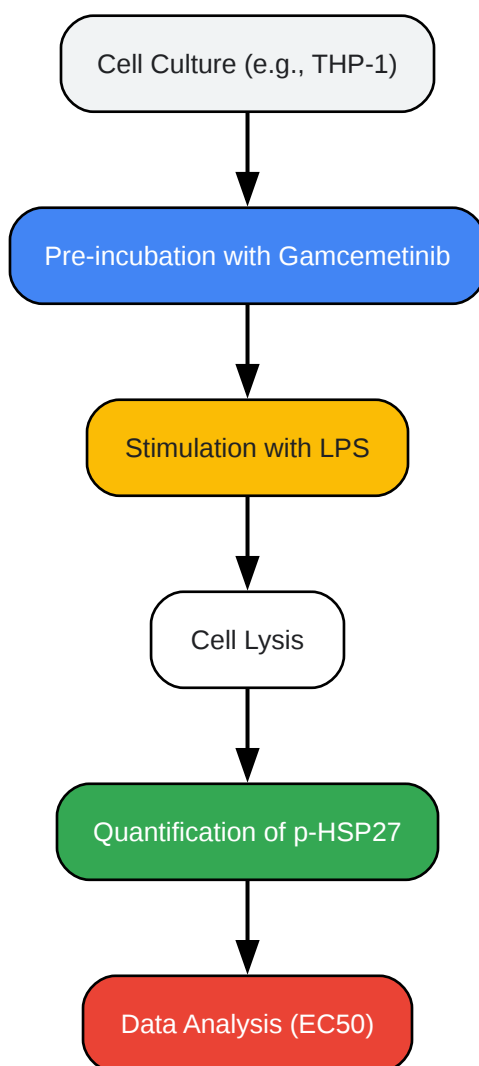 Cell Culture (e.g., THP-1)
Pre-incubation with Gamcemetinib
Stimulation with LPS
Cell Lysis
Quantification of p-HSP27
Data Analysis (EC50)